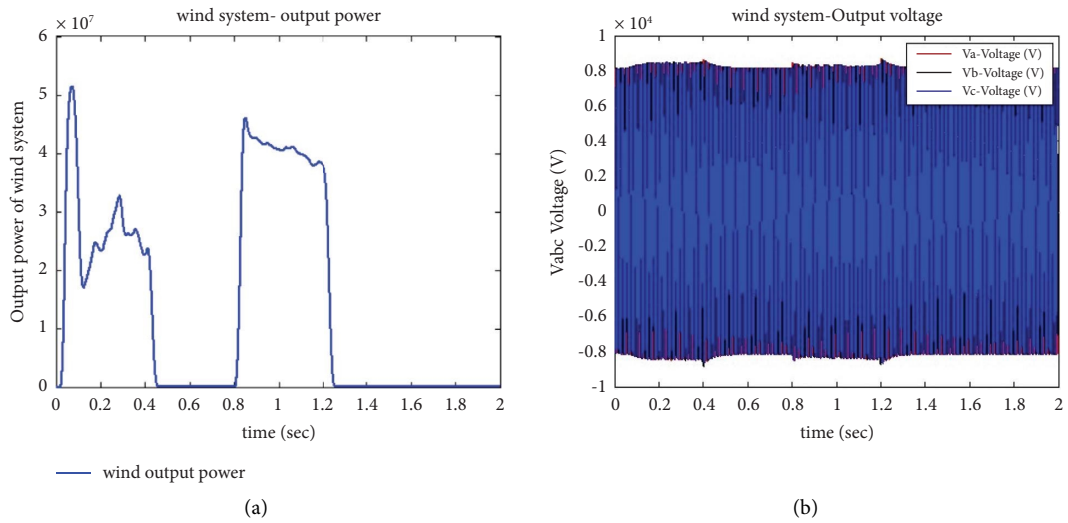 wind system- output power
× 10⁷
6
5
4
3
2
1
0
Output power of wind system
0 0.2 0.4 0.6 0.8 1.0 1.2 1.4 1.6 1.8 2
time (sec)
wind output power
(a)
wind system-Output voltage
× 10⁴
1
0.8
0.6
0.4
0.2
0
-0.2
-0.4
-0.6
-0.8
-1
Vabc Voltage (V)
Va-Voltage (V)
Vb-Voltage (V)
Vc-Voltage (V)
0 0.2 0.4 0.6 0.8 1.0 1.2 1.4 1.6 1.8 2
time (sec)
(b)